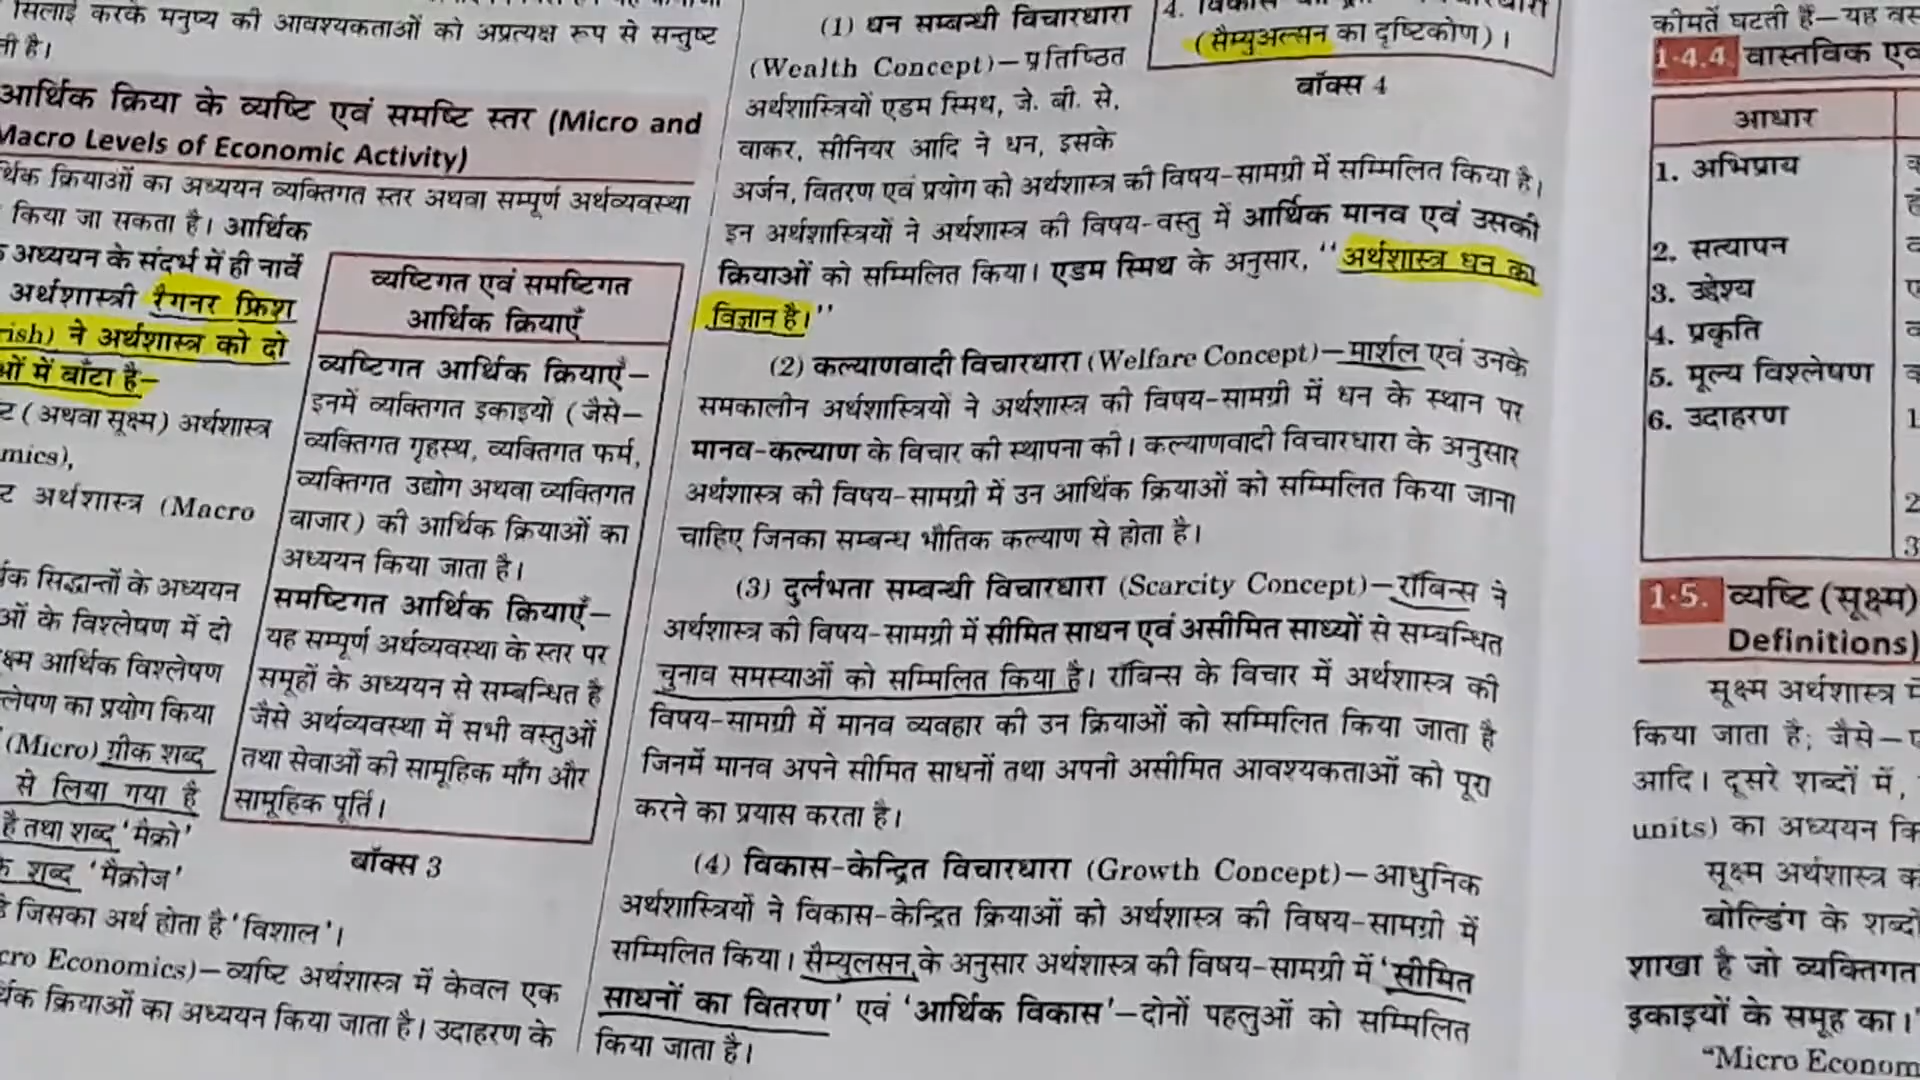 सिलाई करके मनुष्य की आवश्यकताओं को अप्रत्यक्ष रूप से सन्तुष्ट
ती है।
आर्थिक क्रिया के व्यष्टि एवं समष्टि स्तर (Micro and
Macro Levels of Economic Activity)
र्थिक क्रियाओं का अध्ययन व्यक्तिगत स्तर अथवा सम्पूर्ण अर्थव्यवस्था
किया जा सकता है। आर्थिक
अध्ययन के संदर्भ में ही नार्वे
अर्थशास्त्री रैगनर फ्रिश
rish) ने अर्थशास्त्र को दो
ओं में बाँटा है–
ट (अथवा सूक्ष्म) अर्थशास्त्र
mics),
ट अर्थशास्त्र (Macro
क सिद्धान्तों के अध्ययन
ओं के विश्लेषण में दो
क्ष्म आर्थिक विश्लेषण
लेषण का प्रयोग किया
(Micro) ग्रीक शब्द
से लिया गया है
है तथा शब्द 'मैक्रो'
के शब्द 'मैक्रोज'
है जिसका अर्थ होता है 'विशाल'।
cro Economics)–व्यष्टि अर्थशास्त्र में केवल एक
र्थिक क्रियाओं का अध्ययन किया जाता है। उदाहरण के
व्यष्टिगत एवं समष्टिगत
आर्थिक क्रियाएँ
व्यष्टिगत आर्थिक क्रियाएँ–
इनमें व्यक्तिगत इकाइयों (जैसे–
व्यक्तिगत गृहस्थ, व्यक्तिगत फर्म,
व्यक्तिगत उद्योग अथवा व्यक्तिगत
बाजार) की आर्थिक क्रियाओं का
अध्ययन किया जाता है।
समष्टिगत आर्थिक क्रियाएँ–
यह सम्पूर्ण अर्थव्यवस्था के स्तर पर
समूहों के अध्ययन से सम्बन्धित है
जैसे अर्थव्यवस्था में सभी वस्तुओं
तथा सेवाओं की सामूहिक माँग और
सामूहिक पूर्ति।
बॉक्स 3
(1) धन सम्बन्धी विचारधारा
(Wealth Concept)–प्रतिष्ठित
अर्थशास्त्रियों एडम स्मिथ, जे. बी. से,
वाकर, सीनियर आदि ने धन, इसके
अर्जन, वितरण एवं प्रयोग को अर्थशास्त्र की विषय-सामग्री में सम्मिलित किया है।
इन अर्थशास्त्रियों ने अर्थशास्त्र की विषय-वस्तु में आर्थिक मानव एवं उसकी
क्रियाओं को सम्मिलित किया। एडम स्मिथ के अनुसार, ''अर्थशास्त्र धन का
विज्ञान है।''
(2) कल्याणवादी विचारधारा (Welfare Concept)–मार्शल एवं उनके
समकालीन अर्थशास्त्रियों ने अर्थशास्त्र की विषय-सामग्री में धन के स्थान पर
मानव-कल्याण के विचार की स्थापना की। कल्याणवादी विचारधारा के अनुसार
अर्थशास्त्र की विषय-सामग्री में उन आर्थिक क्रियाओं को सम्मिलित किया जाना
चाहिए जिनका सम्बन्ध भौतिक कल्याण से होता है।
(3) दुर्लभता सम्बन्धी विचारधारा (Scarcity Concept)–रॉबिन्स ने
अर्थशास्त्र की विषय-सामग्री में सीमित साधन एवं असीमित साध्यों से सम्बन्धित
चुनाव समस्याओं को सम्मिलित किया है। रॉबिन्स के विचार में अर्थशास्त्र की
विषय-सामग्री में मानव व्यवहार की उन क्रियाओं को सम्मिलित किया जाता है
जिनमें मानव अपने सीमित साधनों तथा अपनी असीमित आवश्यकताओं को पूरा
करने का प्रयास करता है।
(4) विकास-केन्द्रित विचारधारा (Growth Concept)–आधुनिक
अर्थशास्त्रियों ने विकास-केन्द्रित क्रियाओं को अर्थशास्त्र की विषय-सामग्री में
सम्मिलित किया। सैम्युलसन के अनुसार अर्थशास्त्र की विषय-सामग्री में 'सीमित
साधनों का वितरण' एवं 'आर्थिक विकास'–दोनों पहलुओं को सम्मिलित
किया जाता है।
4.
(सैम्युअल्सन का दृष्टिकोण)।
बॉक्स 4
कीमतें घटती हैं–यह वस
1·4.4 वास्तविक एव
आधार
1. अभिप्राय
2. सत्यापन
3. उद्देश्य
4. प्रकृति
5. मूल्य विश्लेषण
6. उदाहरण
1
2
3
1·5. व्यष्टि (सूक्ष्म)
Definitions)
सूक्ष्म अर्थशास्त्र में
किया जाता है; जैसे–ए
आदि। दूसरे शब्दों में,
units) का अध्ययन कि
सूक्ष्म अर्थशास्त्र क
बोल्डिंग के शब्दों
शाखा है जो व्यक्तिगत
इकाइयों के समूह का।'
“Micro Econom